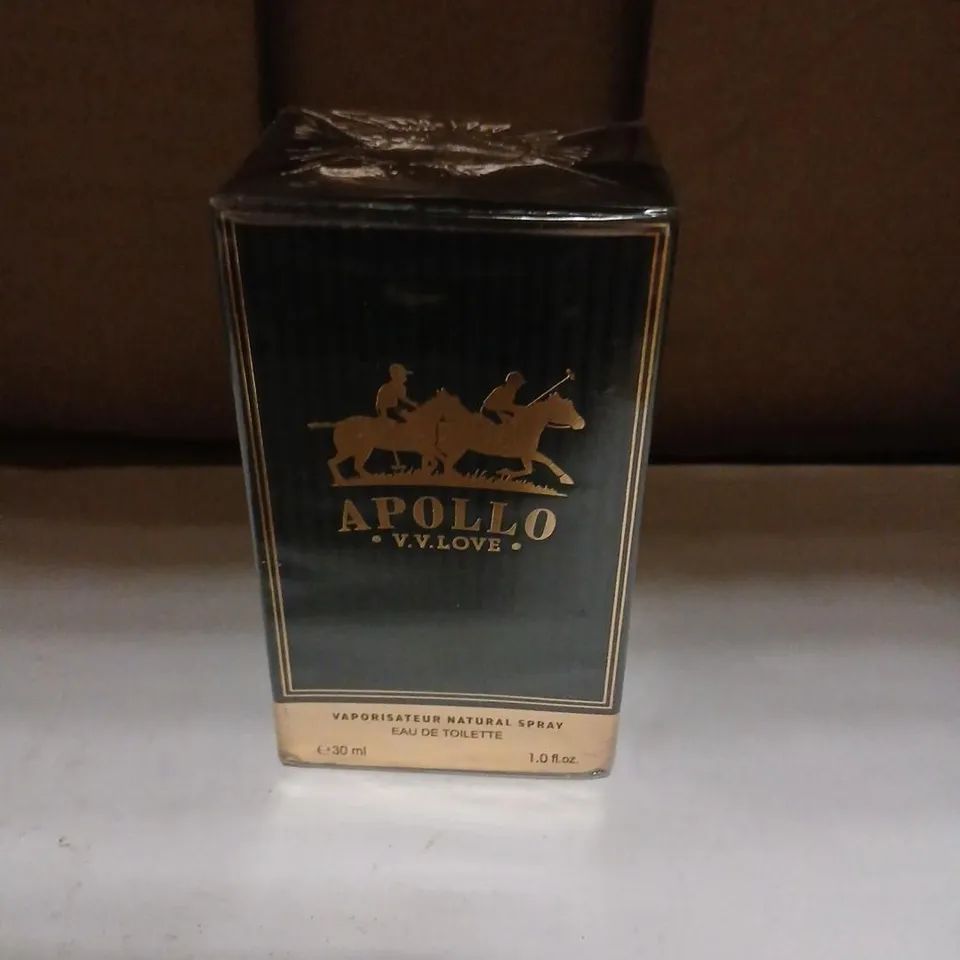 APOLLO
• V.V.LOVE •
VAPORISATEUR NATURAL SPRAY
EAU DE TOILETTE
℮30 ml
1.0 fl.oz.